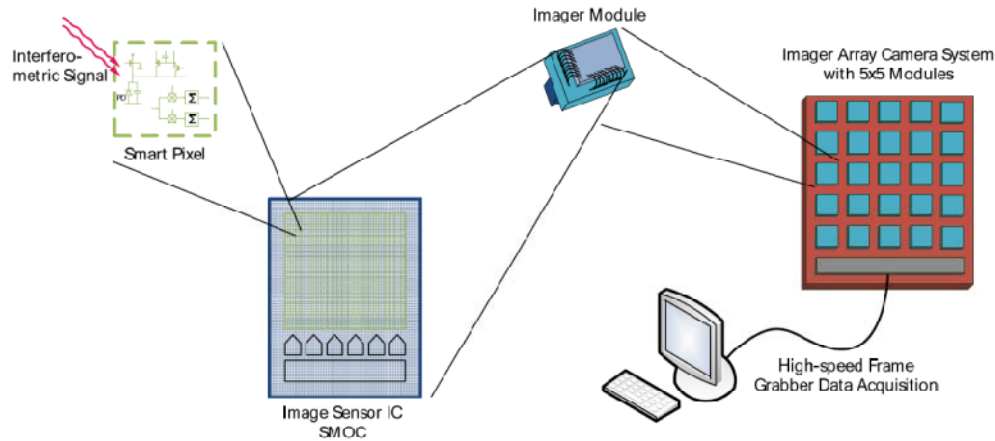 Interfero-
metric Signal
PD
Σ
Σ
Smart Pixel
Imager Module
Imager Array Camera System
with 5x5 Modules
Image Sensor IC
SMOC
High-speed Frame
Grabber Data Acquisition